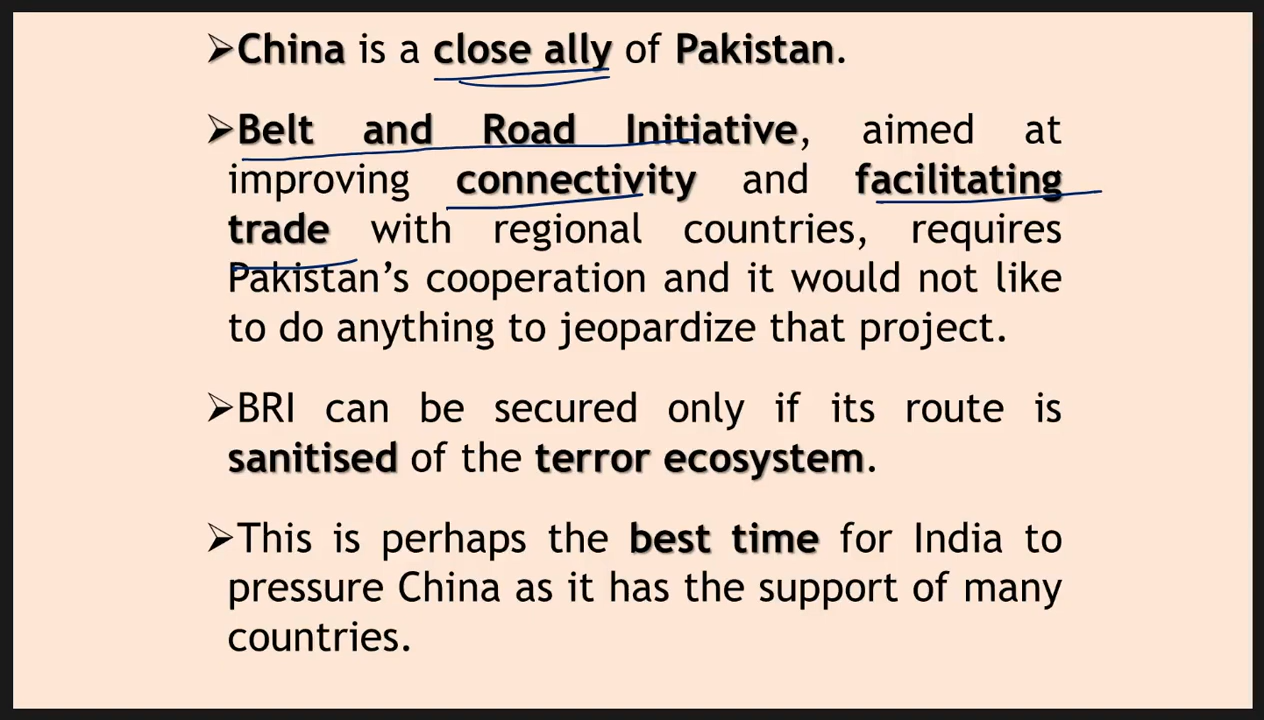 ➢China is a close ally of Pakistan.
➢Belt and Road Initiative, aimed at
improving connectivity and facilitating
trade with regional countries, requires
Pakistan’s cooperation and it would not like
to do anything to jeopardize that project.
➢BRI can be secured only if its route is
sanitised of the terror ecosystem.
➢This is perhaps the best time for India to
pressure China as it has the support of many
countries.